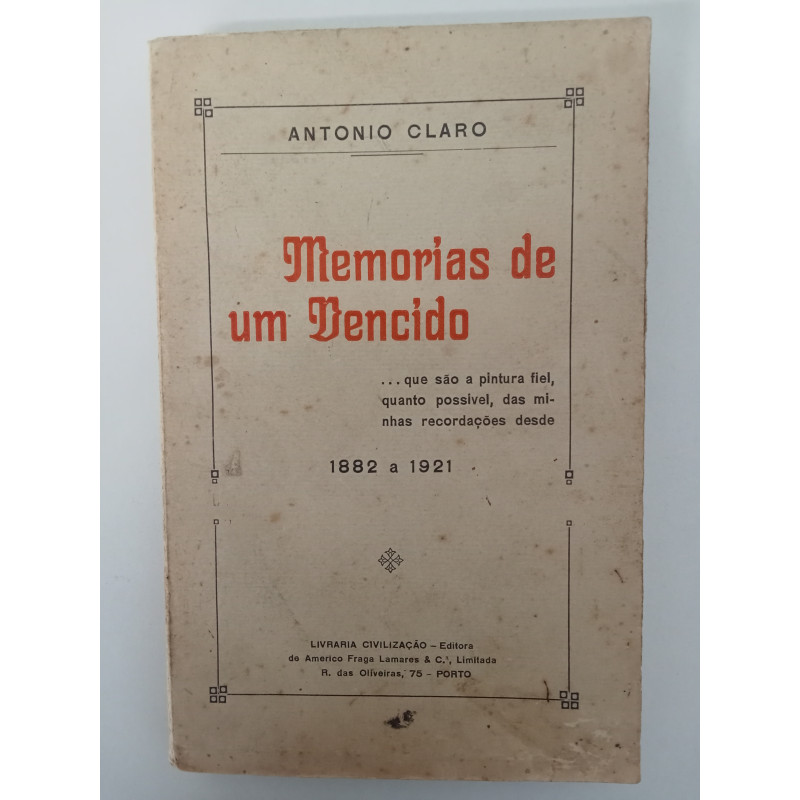 ANTONIO CLARO
Memorias de
um Vencido
...que são a pintura fiel,
quanto possivel, das mi-
nhas recordações desde
1882 a 1921
LIVRARIA CIVILIZAÇÃO – Editora
de Americo Fraga Lamares & C.ª, Limitada
R. das Oliveiras, 75 – PORTO